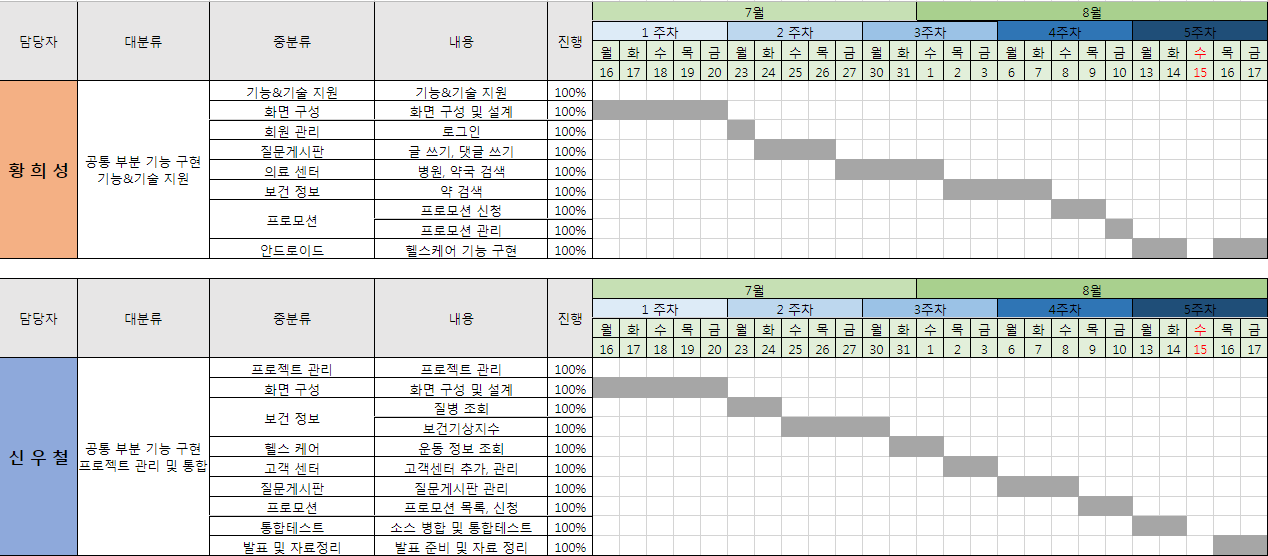 담당자 대분류 중분류 내용 진행 7월 8월
1 주차 2 주차 3주차 4주차 5주차
월 화 수 목 금 월 화 수 목 금 월 화 수 목 금 월 화 수 목 금 월 화 수 목 금
16 17 18 19 20 23 24 25 26 27 30 31 1 2 3 6 7 8 9 10 13 14 15 16 17
황 희 성
공통 부분 기능 구현
기능&기술 지원
기능&기술 지원 기능&기술 지원 100%
화면 구성 화면 구성 및 설계 100%
회원 관리 로그인 100%
질문게시판 글 쓰기, 댓글 쓰기 100%
의료 센터 병원, 약국 검색 100%
보건 정보 약 검색 100%
프로모션 프로모션 신청 100%
프로모션 관리 100%
안드로이드 헬스케어 기능 구현 100%
담당자 대분류 중분류 내용 진행 7월 8월
1 주차 2 주차 3주차 4주차 5주차
월 화 수 목 금 월 화 수 목 금 월 화 수 목 금 월 화 수 목 금 월 화 수 목 금
16 17 18 19 20 23 24 25 26 27 30 31 1 2 3 6 7 8 9 10 13 14 15 16 17
신 우 철
공통 부분 기능 구현
프로젝트 관리 및 통합
프로젝트 관리 프로젝트 관리 100%
화면 구성 화면 구성 및 설계 100%
보건 정보 질병 조회 100%
보건기상지수 100%
헬스 케어 운동 정보 조회 100%
고객 센터 고객센터 추가, 관리 100%
질문게시판 질문게시판 관리 100%
프로모션 프로모션 목록, 신청 100%
통합테스트 소스 병합 및 통합테스트 100%
발표 및 자료정리 발표 준비 및 자료 정리 100%